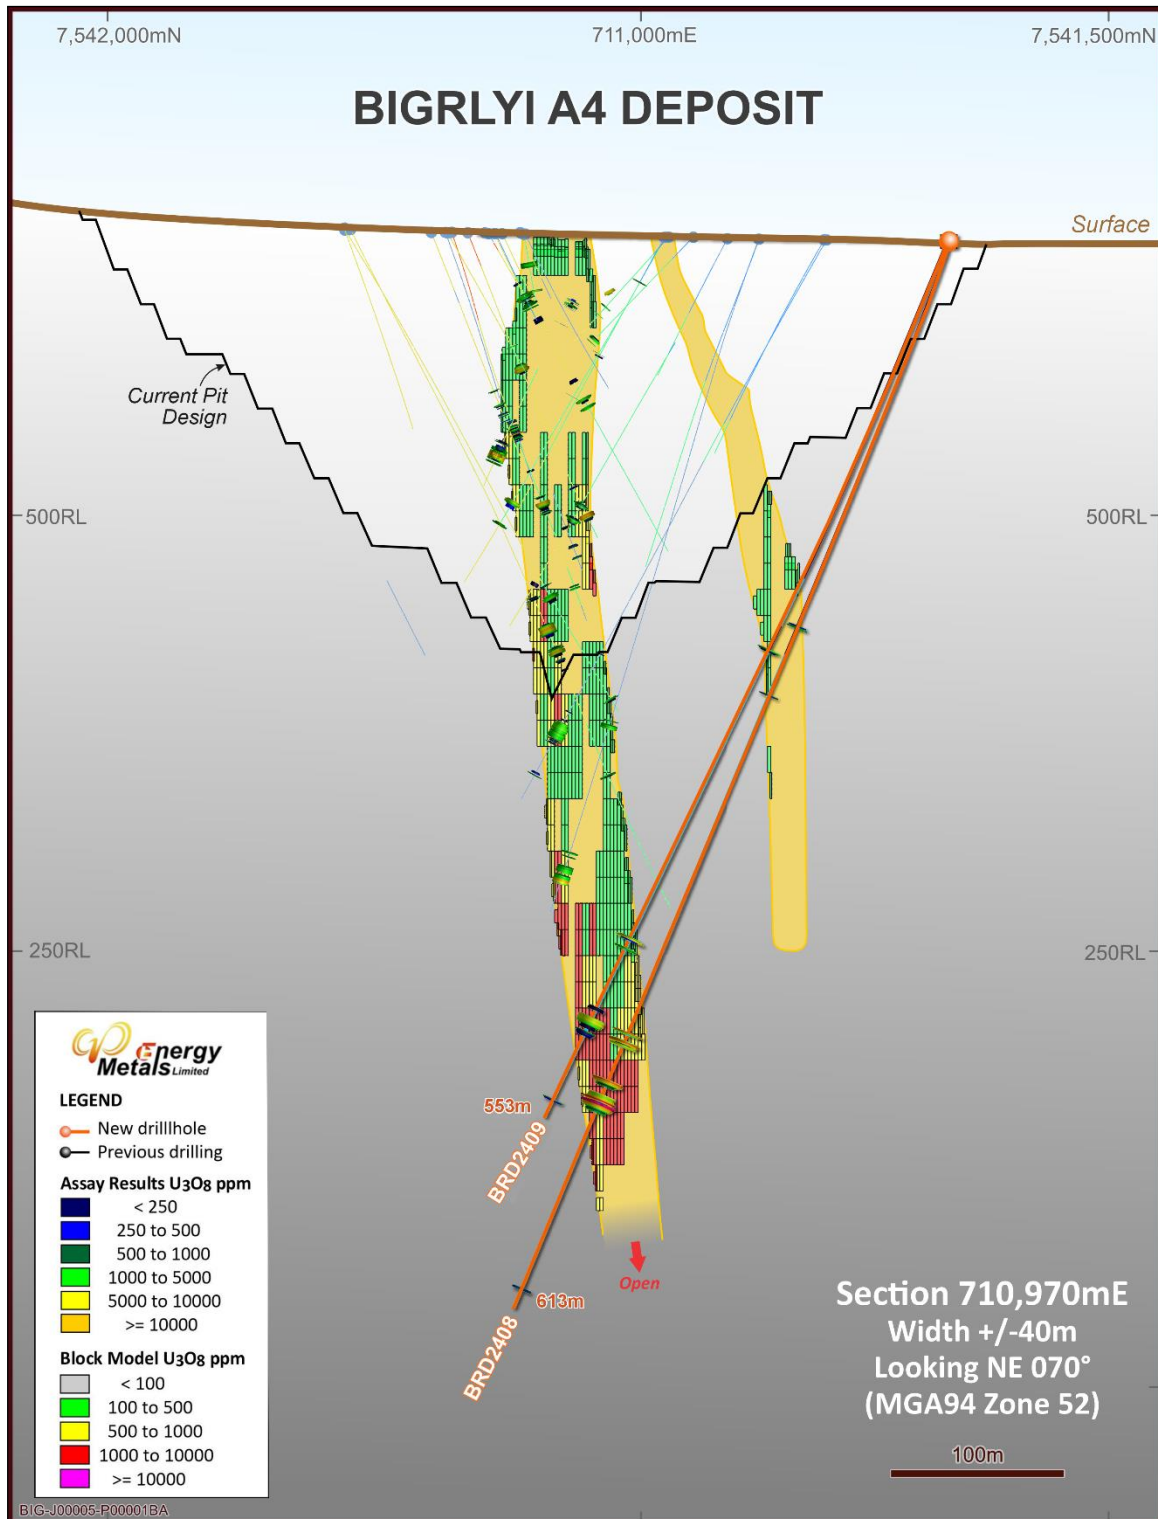 7,542,000mN
711,000mE
7,541,500mN
BIGRLYI A4 DEPOSIT
Surface
Current Pit
Design
500RL
500RL
250RL
250RL
Energy
Metals Limited
LEGEND
New drilllhole
Previous drilling
Assay Results U3O8 ppm
< 250
250 to 500
500 to 1000
1000 to 5000
5000 to 10000
>= 10000
Block Model U3O8 ppm
< 100
100 to 500
500 to 1000
1000 to 10000
>= 10000
553m
BRD2409
613m
BRD2408
Open
Section 710,970mE
Width +/-40m
Looking NE 070°
(MGA94 Zone 52)
100m
BIG-J00005-P00001BA